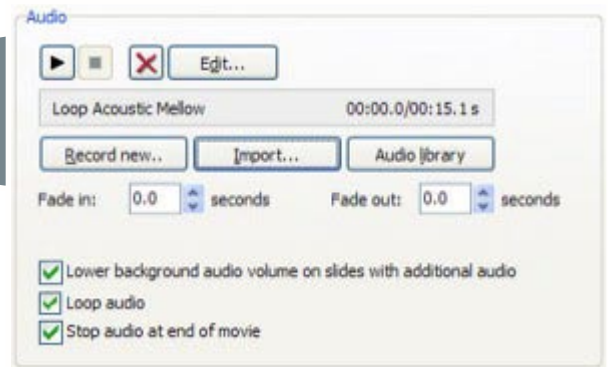 Audio
Edit...
Loop Acoustic Mellow 00:00.0/00:15.1 s
Record new.. Import... Audio library
Fade in: 0.0 seconds Fade out: 0.0 seconds
Lower background audio volume on slides with additional audio
Loop audio
Stop audio at end of movie